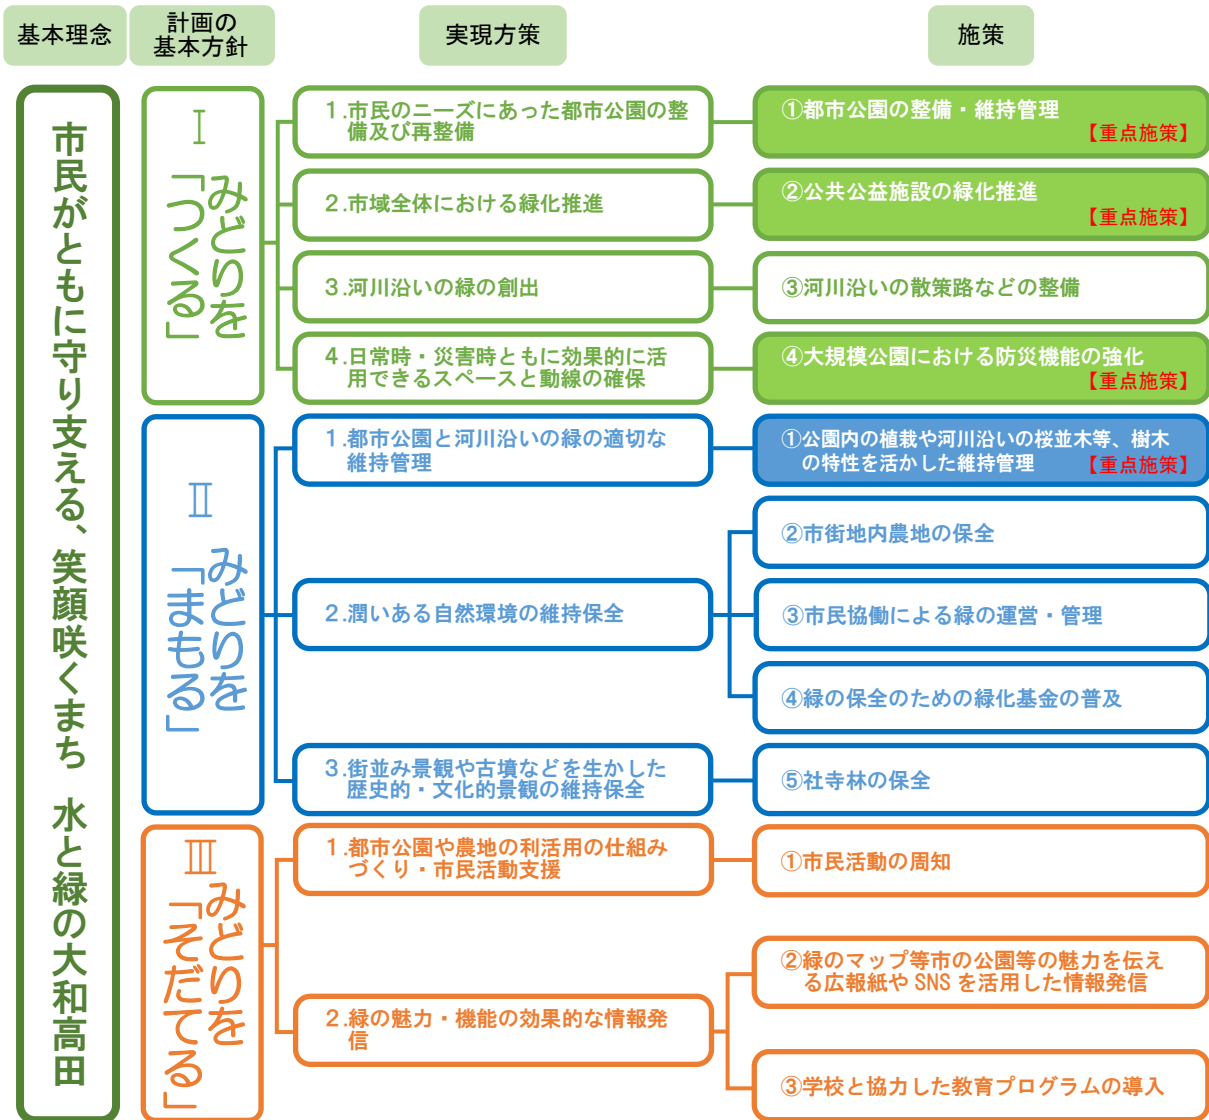 基本理念
計画の
基本方針
実現方策
施策
市民がともに守り支える、笑顔咲くまち　水と緑の大和高田
Ⅰ
みどりを
「つくる」
１.市民のニーズにあった都市公園の整
備及び再整備
①都市公園の整備・維持管理
【重点施策】
２.市域全体における緑化推進
②公共公益施設の緑化推進
【重点施策】
３.河川沿いの緑の創出
③河川沿いの散策路などの整備
４.日常時・災害時ともに効果的に活
用できるスペースと動線の確保
④大規模公園における防災機能の強化
【重点施策】
Ⅱ
みどりを
「まもる」
１.都市公園と河川沿いの緑の適切な
維持管理
①公園内の植栽や河川沿いの桜並木等、樹木
の特性を活かした維持管理　【重点施策】
２.潤いある自然環境の維持保全
②市街地内農地の保全
③市民協働による緑の運営・管理
④緑の保全のための緑化基金の普及
３.街並み景観や古墳などを生かした
歴史的・文化的景観の維持保全
⑤社寺林の保全
Ⅲ
みどりを
「そだてる」
１.都市公園や農地の利活用の仕組み
づくり・市民活動支援
①市民活動の周知
２.緑の魅力・機能の効果的な情報発
信
②緑のマップ等市の公園等の魅力を伝え
る広報紙や SNS を活用した情報発信
③学校と協力した教育プログラムの導入